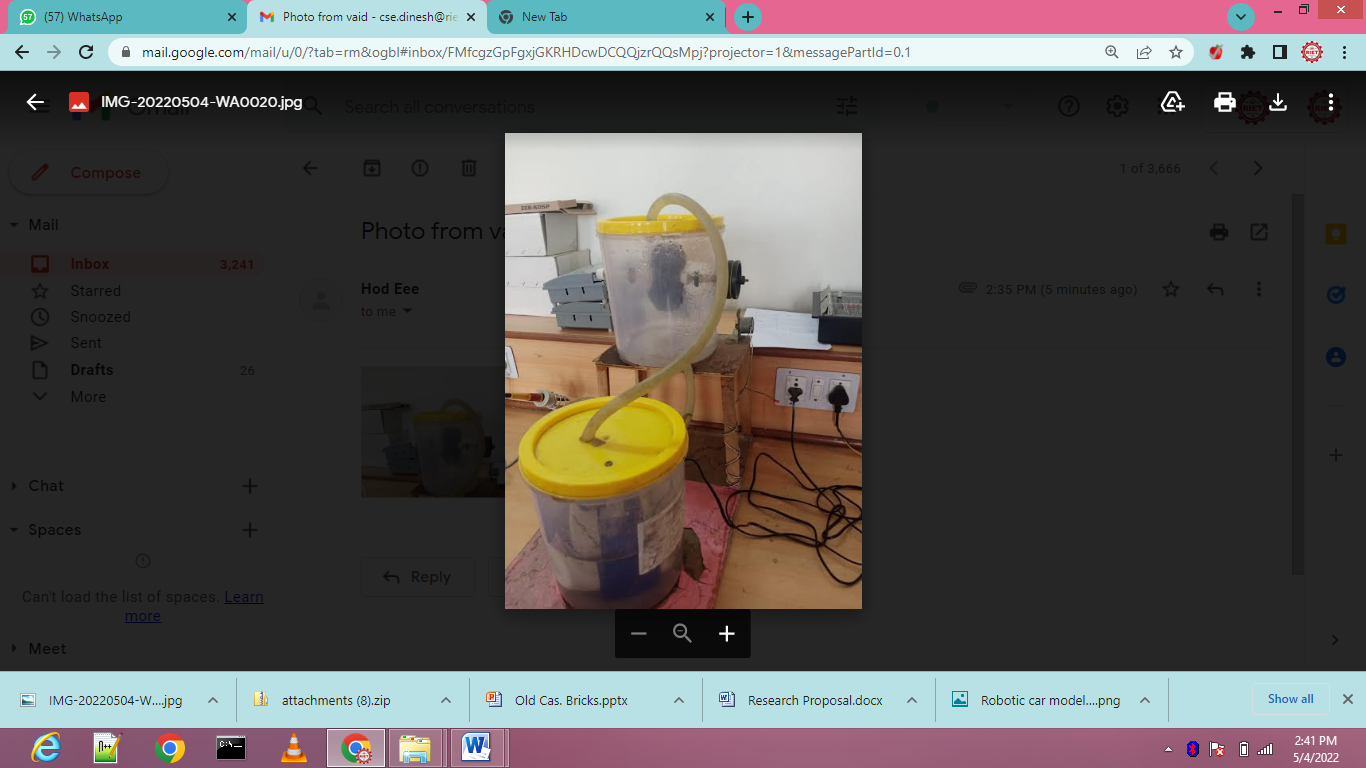 (57) WhatsApp
Photo from vaid - cse.dinesh@rie
New Tab
mail.google.com/mail/u/0/?tab=rm&ogbl#inbox/FMfcgzGpFgxjGKRHDcwDCQQjzrQQsMpj?projector=1&messagePartId=0.1
IMG-20220504-WA0020.jpg
Search all conversations
Compose
1 of 3,666
Mail
Photo from va
Inbox 3,241
Hod Eee
2:35 PM (5 minutes ago)
Starred
to me
Snoozed
Sent
Drafts 26
More
Chat
Spaces
Reply
Can't load the list of spaces. Learn
more
Meet
IMG-20220504-W....jpg
attachments (8).zip
Old Cas. Bricks.pptx
Research Proposal.docx
Robotic car model....png
Show all
2:41 PM
5/4/2022